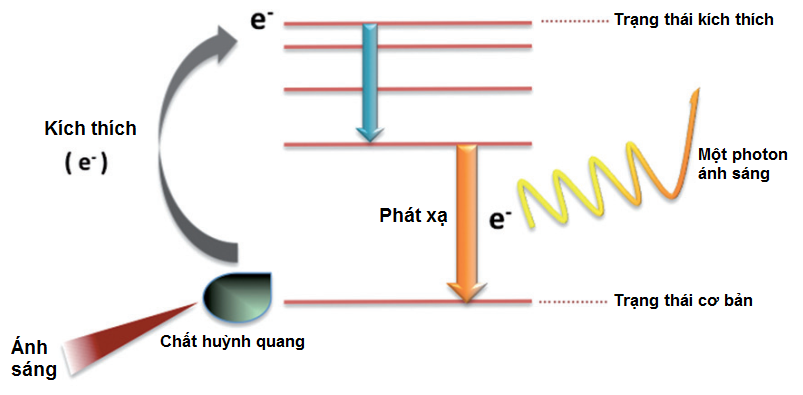 e-
Trạng thái kích thích
Kích thích
( e- )
Một photon
ánh sáng
Phát xạ
e-
Trạng thái cơ bản
Chất huỳnh quang
Ánh
sáng